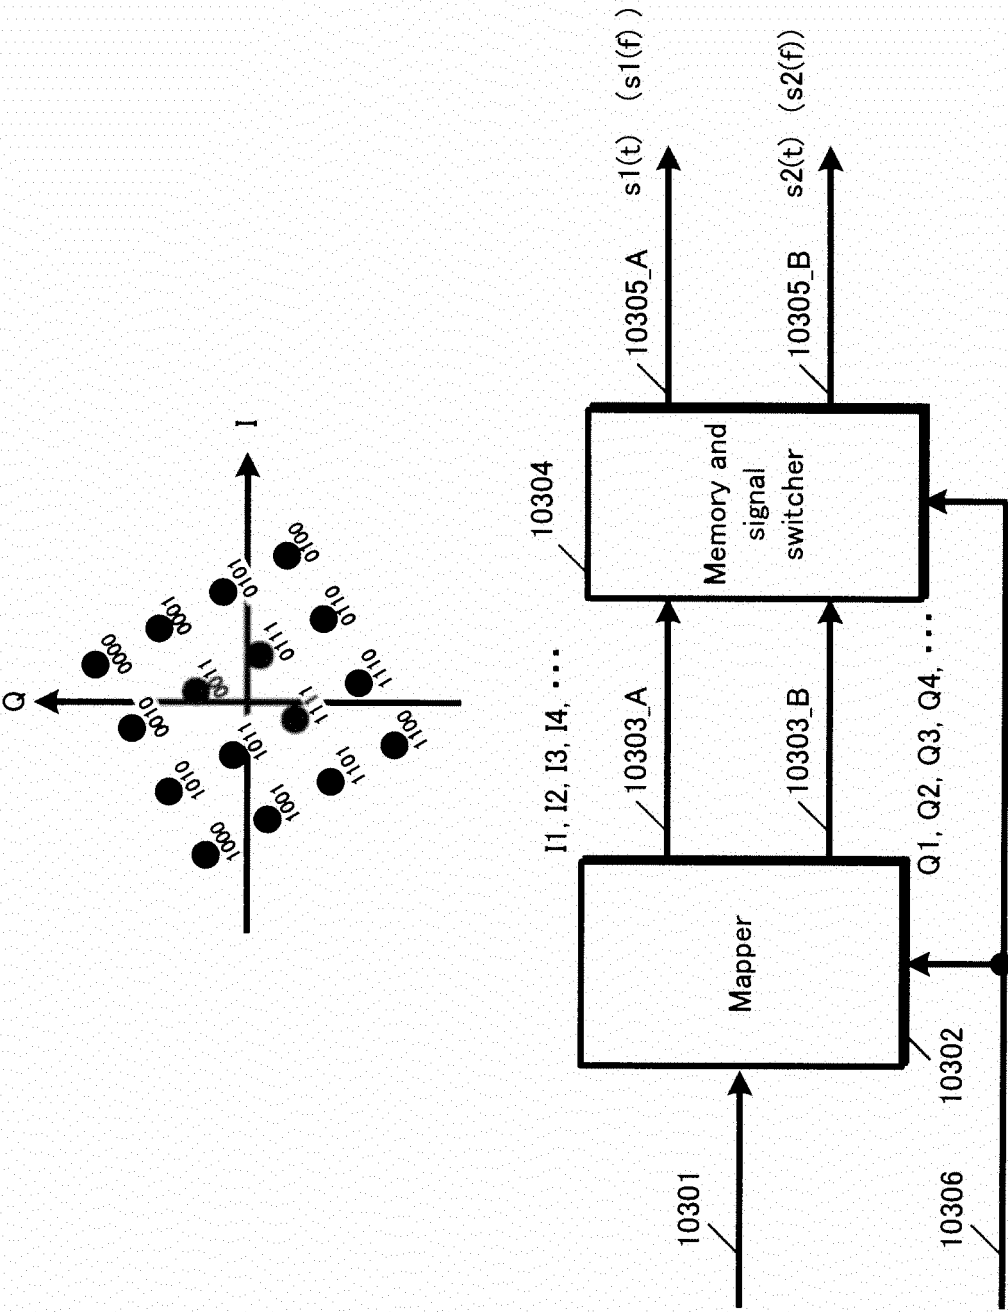 Q
I
0000
0001
0101
0100
0010
0011
0111
0110
1010
1011
1111
1110
1000
1001
1101
1100
10301
Mapper
10302
I1, I2, I3, I4, ...
10303_A
10303_B
Q1, Q2, Q3, Q4, ...
10304
Memory and
signal
switcher
s1(t) (s1(f))
10305_A
s2(t) (s2(f))
10305_B
10306